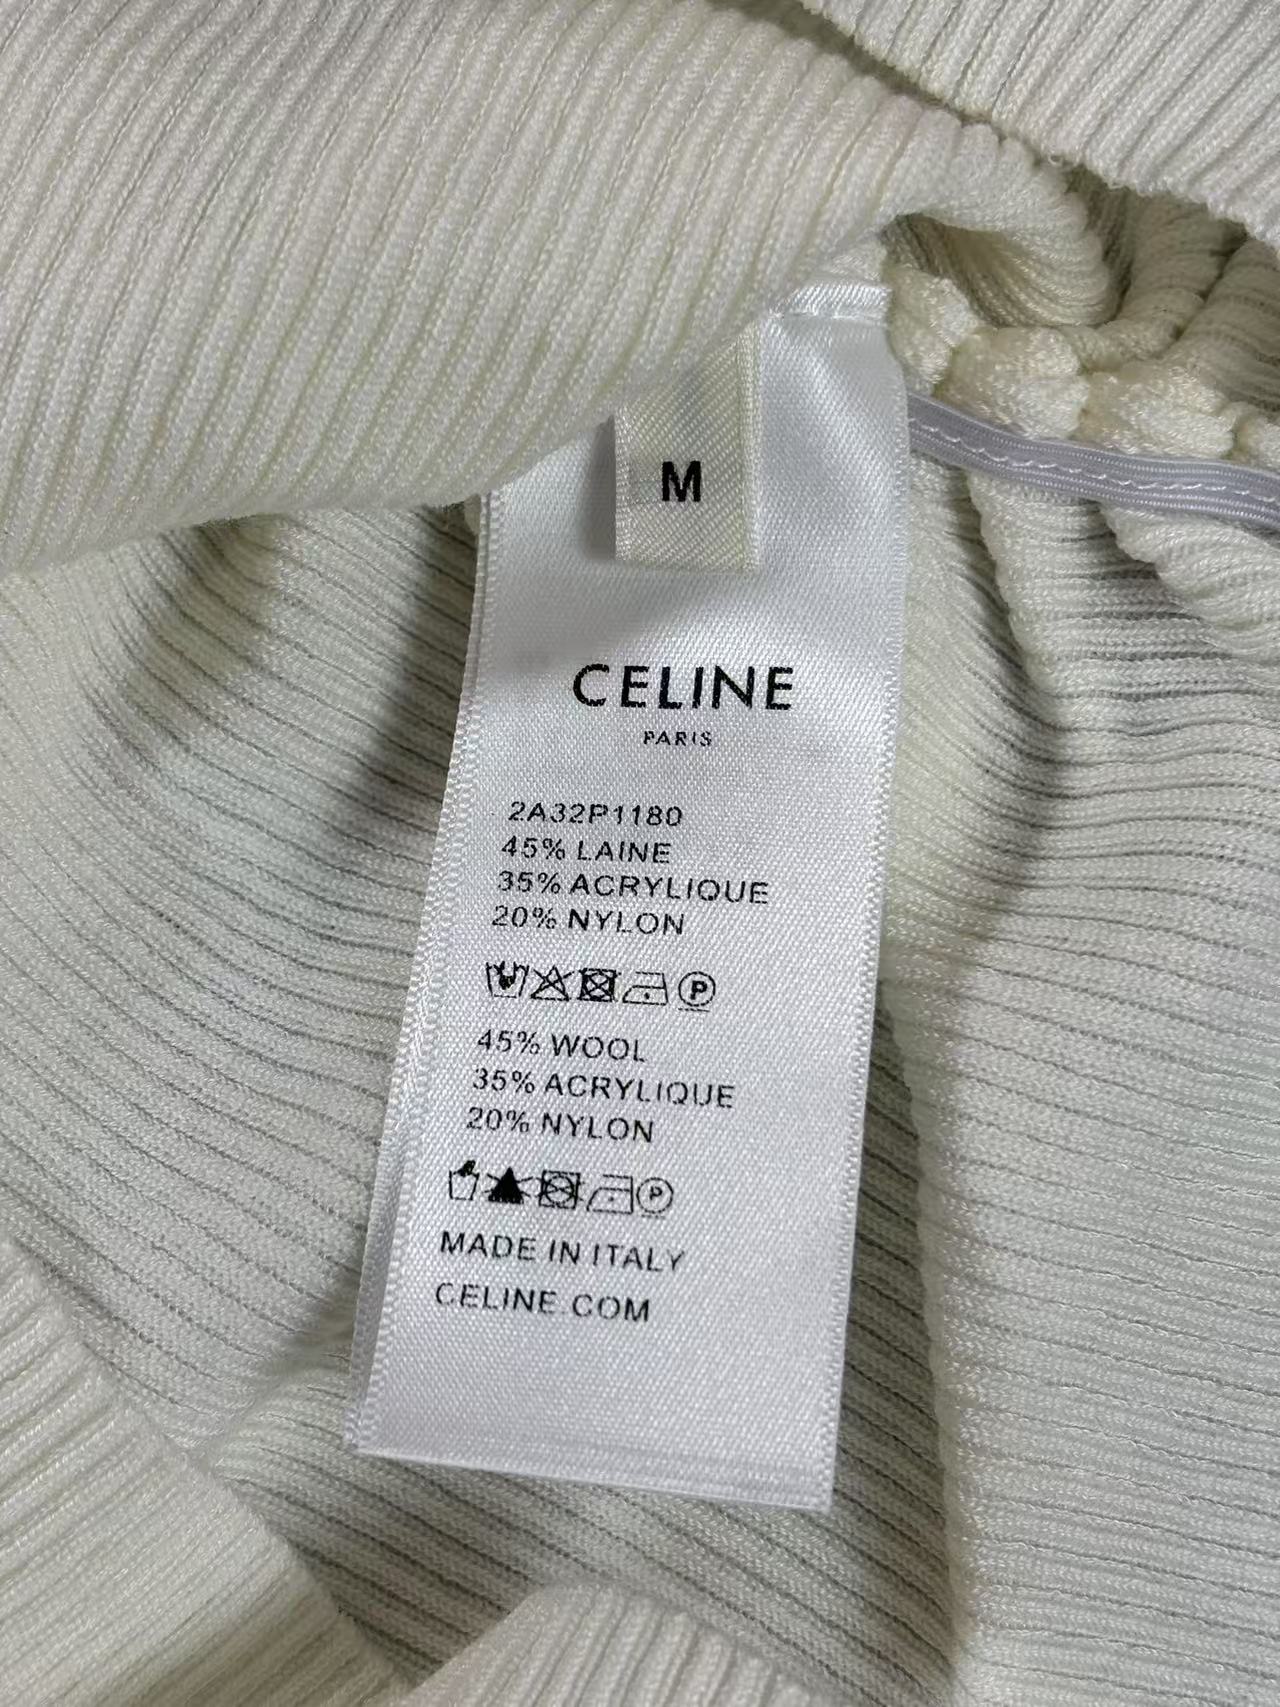 M
CELINE
PARIS
2A32P1180
45% LAINE
35% ACRYLIQUE
20% NYLON
P
45% WOOL
35% ACRYLIQUE
20% NYLON
P
MADE IN ITALY
CELINE.COM